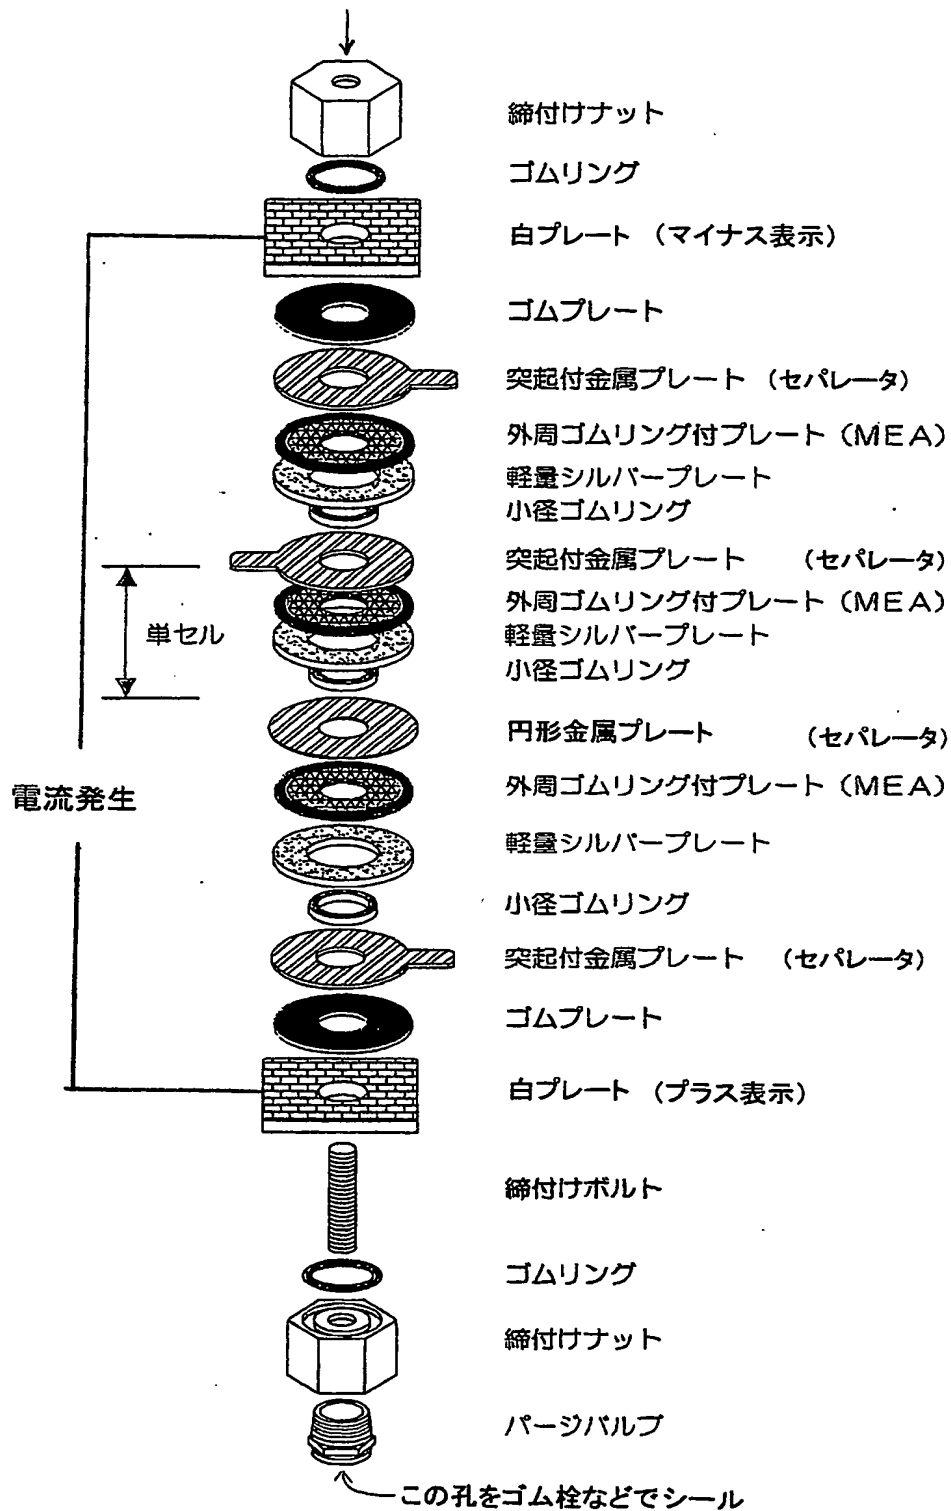 締付けナット
ゴムリング
白プレート （マイナス表示）
ゴムプレート
突起付金属プレート （セパレータ）
外周ゴムリング付プレート（MEA）
軽量シルバープレート
小径ゴムリング
突起付金属プレート （セパレータ）
外周ゴムリング付プレート（MEA）
単セル
軽量シルバープレート
小径ゴムリング
円形金属プレート （セパレータ）
外周ゴムリング付プレート（MEA）
電流発生
軽量シルバープレート
小径ゴムリング
突起付金属プレート （セパレータ）
ゴムプレート
白プレート （プラス表示）
締付けボルト
ゴムリング
締付けナット
パージバルブ
この孔をゴム栓などでシール